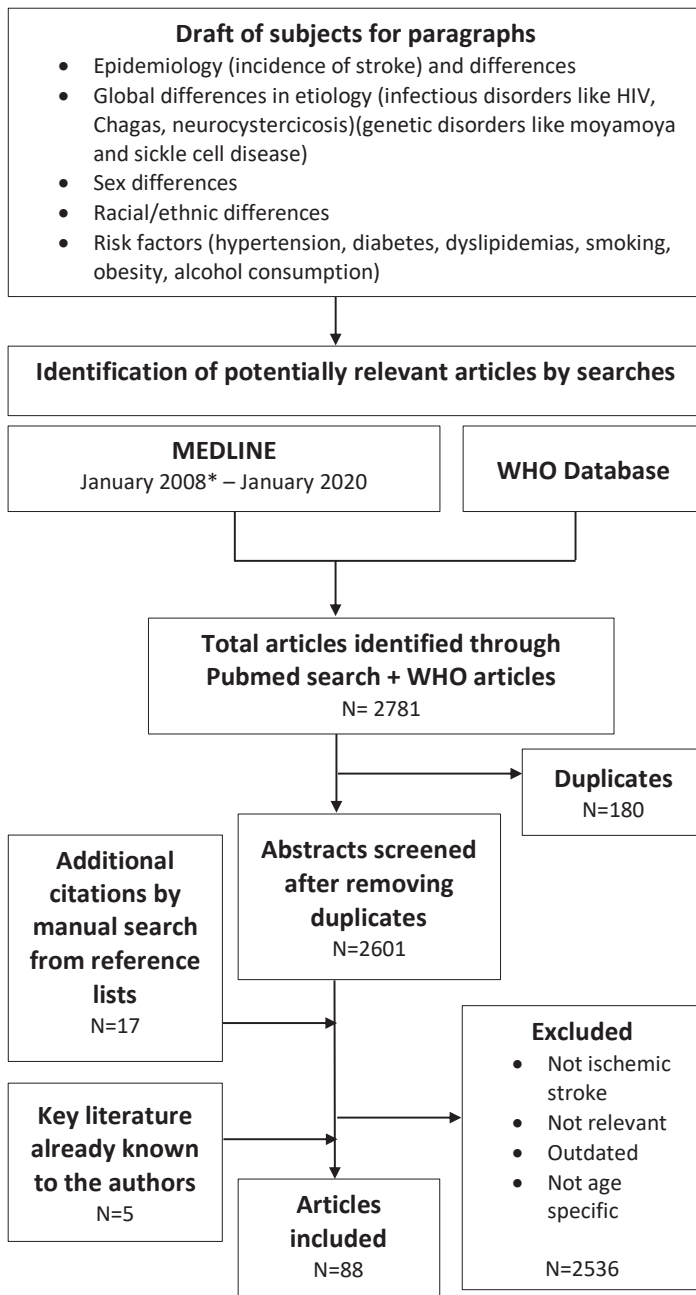 Draft of subjects for paragraphs
• Epidemiology (incidence of stroke) and differences
• Global differences in etiology (infectious disorders like HIV,
Chagas, neurocystercicosis)(genetic disorders like moyamoya
and sickle cell disease)
• Sex differences
• Racial/ethnic differences
• Risk factors (hypertension, diabetes, dyslipidemias, smoking,
obesity, alcohol consumption)
Identification of potentially relevant articles by searches
MEDLINE
January 2008* – January 2020
WHO Database
Total articles identified through
Pubmed search + WHO articles
N= 2781
Duplicates
N=180
Abstracts screened
after removing
duplicates
N=2601
Additional
citations by
manual search
from reference
lists
N=17
Excluded
• Not ischemic
stroke
• Not relevant
• Outdated
• Not age
specific
N=2536
Key literature
already known
to the authors
N=5
Articles
included
N=88